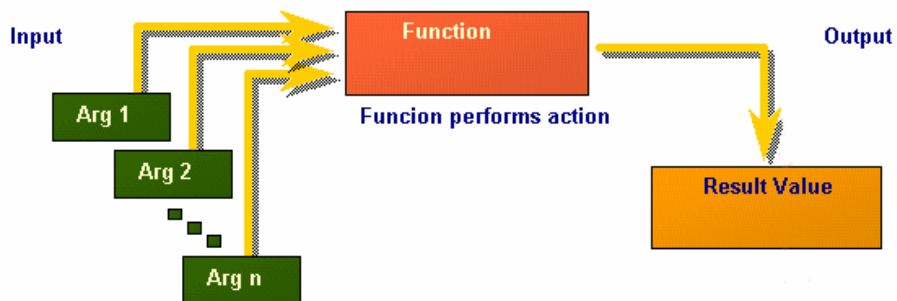 Input
Function
Output
Arg 1
Funcion performs action
Arg 2
Result Value
Arg n